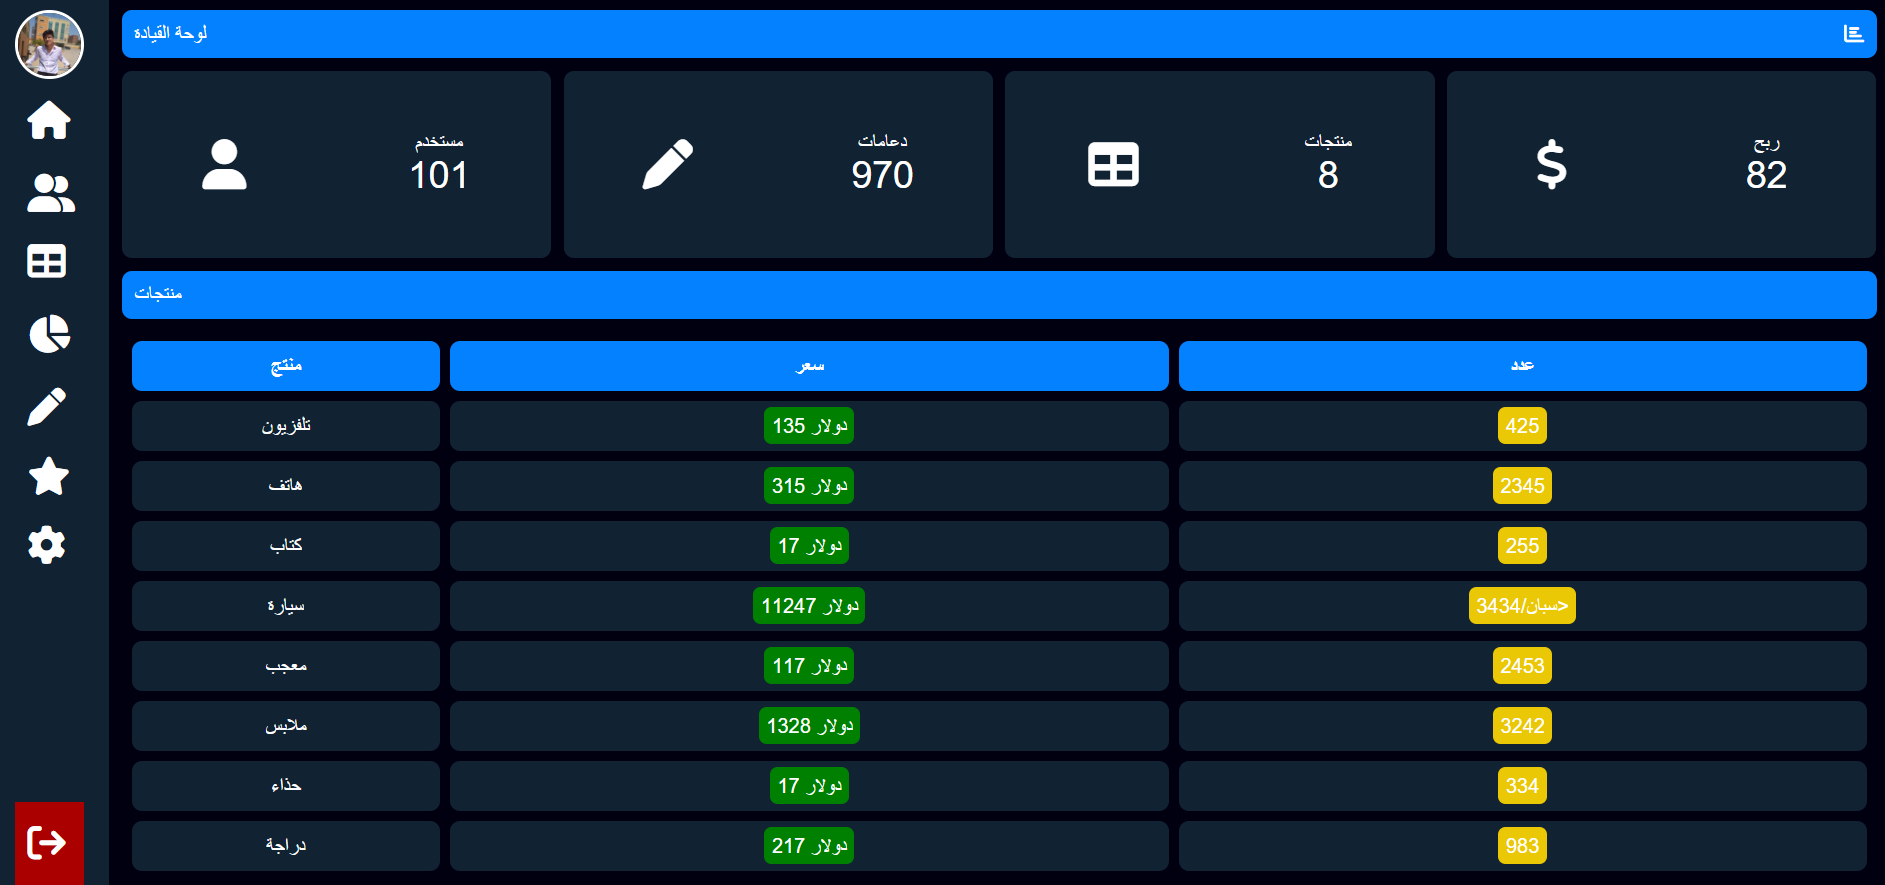 لوحة القيادة
مستخدم
101
دعامات
970
منتجات
8
ربح
82
منتجات
منتج سعر عدد
تلفزيون 135 دولار 425
هاتف 315 دولار 2345
كتاب 17 دولار 255
سيارة 11247 دولار 3434/سبان>
معجب 117 دولار 2453
ملابس 1328 دولار 3242
حذاء 17 دولار 334
دراجة 217 دولار 983